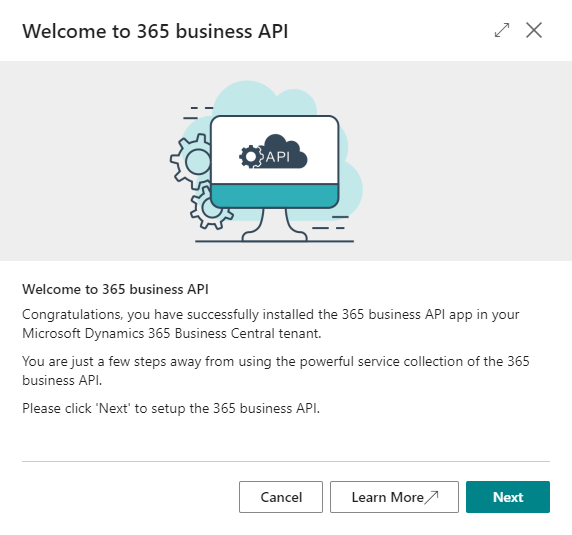 Welcome to 365 business API
API
Welcome to 365 business API
Congratulations, you have successfully installed the 365 business API app in your
Microsoft Dynamics 365 Business Central tenant.
You are just a few steps away from using the powerful service collection of the 365
business API.
Please click 'Next' to setup the 365 business API.
Cancel
Learn More
Next